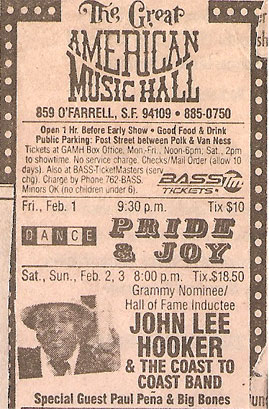 The Great
AMERICAN
MUSIC HALL
859 O'FARRELL, S.F. 94109 • 885-0750
Open 1 Hr. Before Early Show • Good Food & Drink
Public Parking: Post Street between Polk & Van Ness
Tickets at GAMH Box Office, Mon.-Fri., Noon-6pm; Sat., 2pm
to showtime. No service charge. Checks/Mail Order (allow 10
days). Also at BASS-TicketMasters (serv
chg). Charge by Phone 762-BASS.
Minors OK (no children under 6).
BASS
TICKETS
Fri., Feb. 1 9:30 p.m. Tix $10
DANCE
PRIDE
& JOY
Sat., Sun., Feb. 2, 3 8:00 p.m. Tix.$18.50
Grammy Nominee/
Hall of Fame Inductee
JOHN LEE
HOOKER
& THE COAST TO
COAST BAND
Special Guest Paul Pena & Big Bones